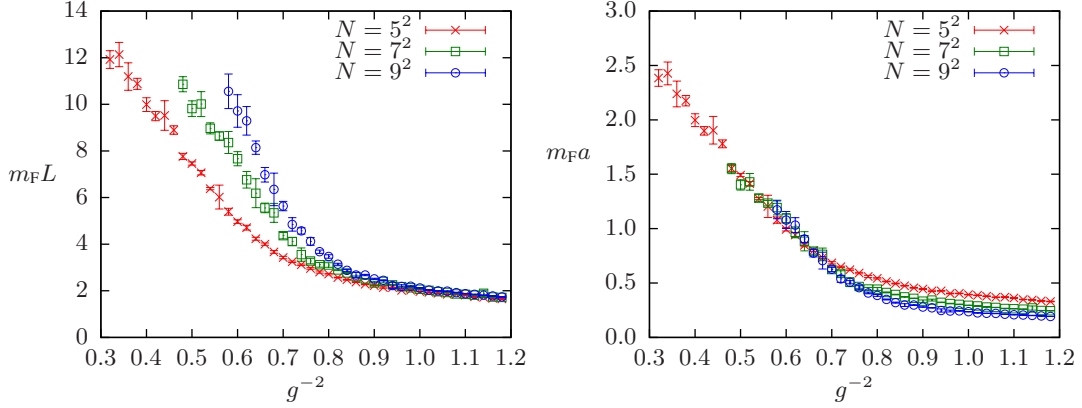 14
12
10
8
6
4
2
0
m_F L
0.3 0.4 0.5 0.6 0.7 0.8 0.9 1.0 1.1 1.2
g^{-2}
N = 5^2
N = 7^2
N = 9^2
3.0
2.5
2.0
1.5
1.0
0.5
0.0
m_F a
0.3 0.4 0.5 0.6 0.7 0.8 0.9 1.0 1.1 1.2
g^{-2}
N = 5^2
N = 7^2
N = 9^2